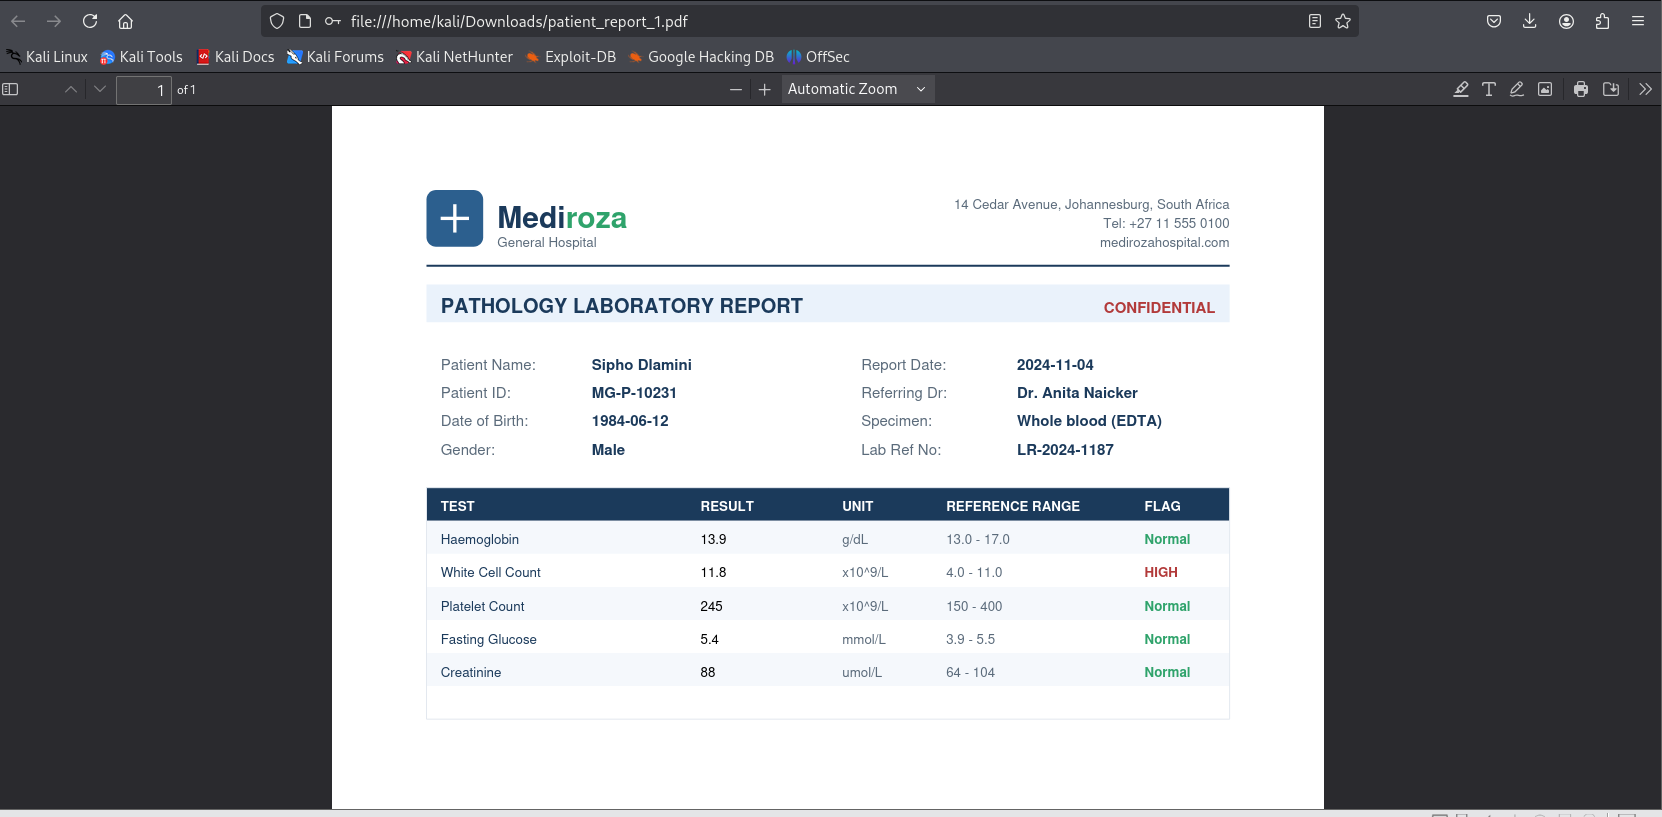 file:///home/kali/Downloads/patient_report_1.pdf
Kali Linux Kali Tools Kali Docs Kali Forums Kali NetHunter Exploit-DB Google Hacking DB OffSec
1 of 1 Automatic Zoom
Mediroza
General Hospital
14 Cedar Avenue, Johannesburg, South Africa
Tel: +27 11 555 0100
medirozahospital.com
PATHOLOGY LABORATORY REPORT CONFIDENTIAL
Patient Name: Sipho Dlamini Report Date: 2024-11-04
Patient ID: MG-P-10231 Referring Dr: Dr. Anita Naicker
Date of Birth: 1984-06-12 Specimen: Whole blood (EDTA)
Gender: Male Lab Ref No: LR-2024-1187
TEST RESULT UNIT REFERENCE RANGE FLAG
Haemoglobin 13.9 g/dL 13.0 - 17.0 Normal
White Cell Count 11.8 x10^9/L 4.0 - 11.0 HIGH
Platelet Count 245 x10^9/L 150 - 400 Normal
Fasting Glucose 5.4 mmol/L 3.9 - 5.5 Normal
Creatinine 88 umol/L 64 - 104 Normal